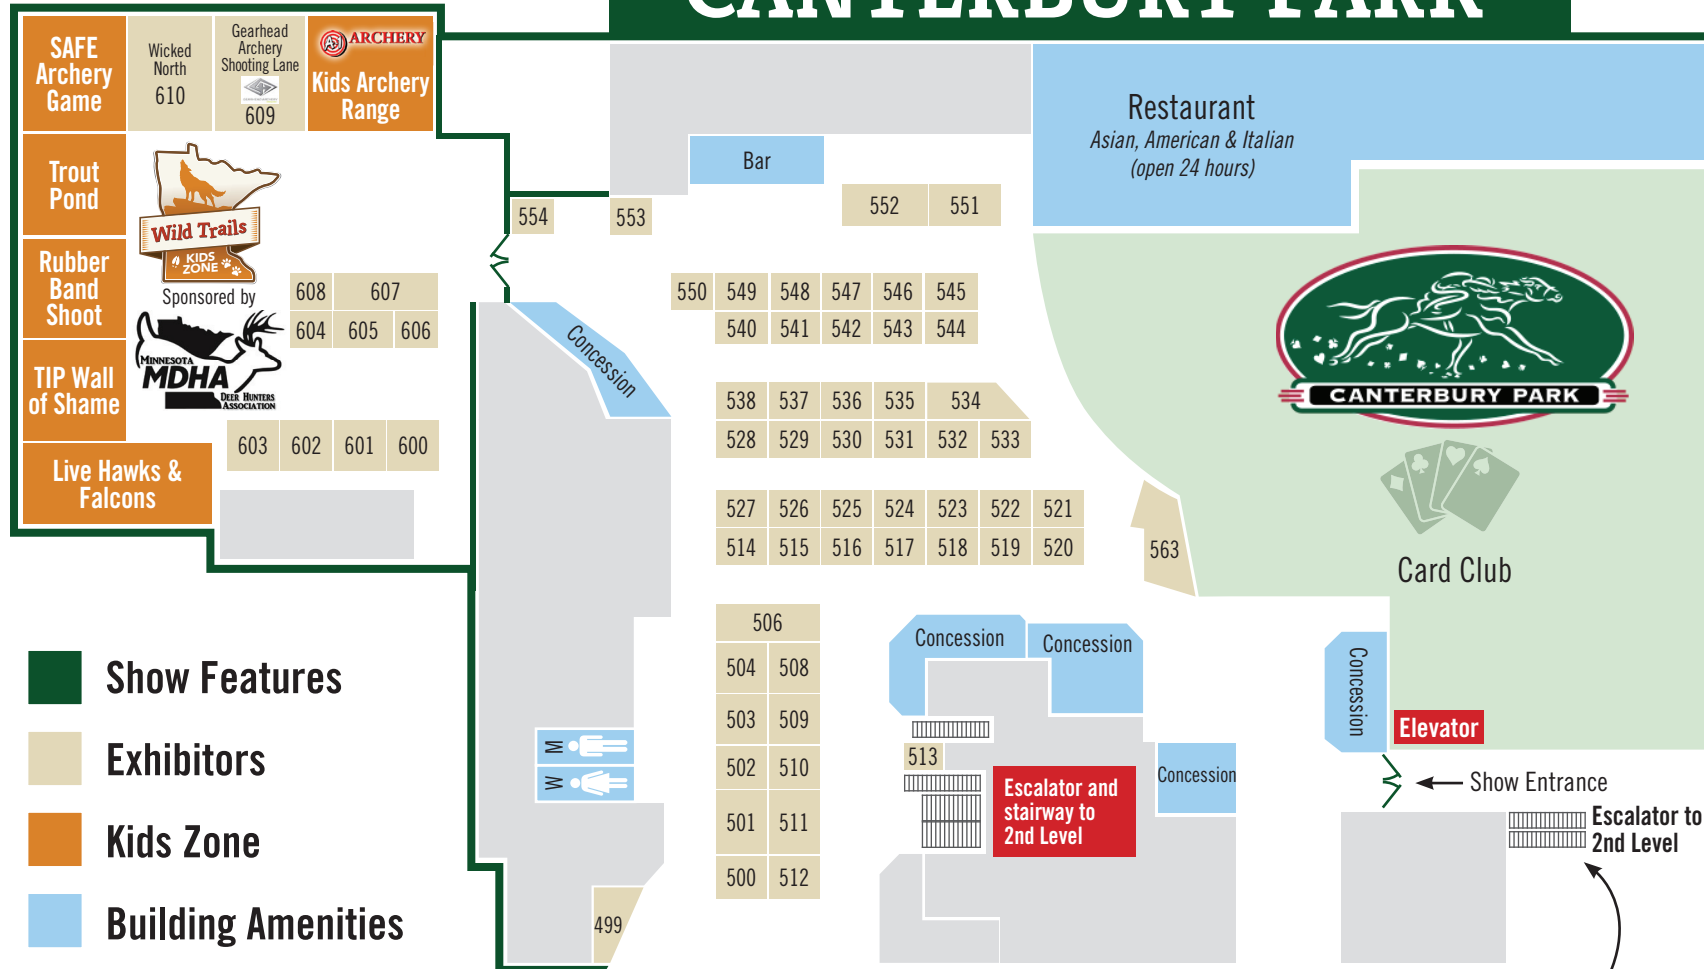 CANTERBURY PARK
SAFE
Archery
Game
Wicked
North
610
Gearhead
Archery
Shooting Lane
609
ARCHERY
Kids Archery
Range
Trout
Pond
Wild Trails
KIDS
ZONE
Sponsored by
MINNESOTA
MDHA
DEER HUNTERS
ASSOCIATION
Rubber
Band
Shoot
TIP Wall
of Shame
Live Hawks &
Falcons
608 607
604 605 606
603 602 601 600
Restaurant
Asian, American & Italian
(open 24 hours)
Bar
554 553 552 551
Concession
550 549 548 547 546 545
540 541 542 543 544
538 537 536 535 534
528 529 530 531 532 533
527 526 525 524 523 522 521
514 515 516 517 518 519 520
563
CANTERBURY PARK
Card Club
506
504 508
503 509
502 510
501 511
500 512
499
M
W
Concession
Concession
513
Escalator and
stairway to
2nd Level
Concession
Concession
Elevator
Show Entrance
Escalator to
2nd Level
Show Features
Exhibitors
Kids Zone
Building Amenities